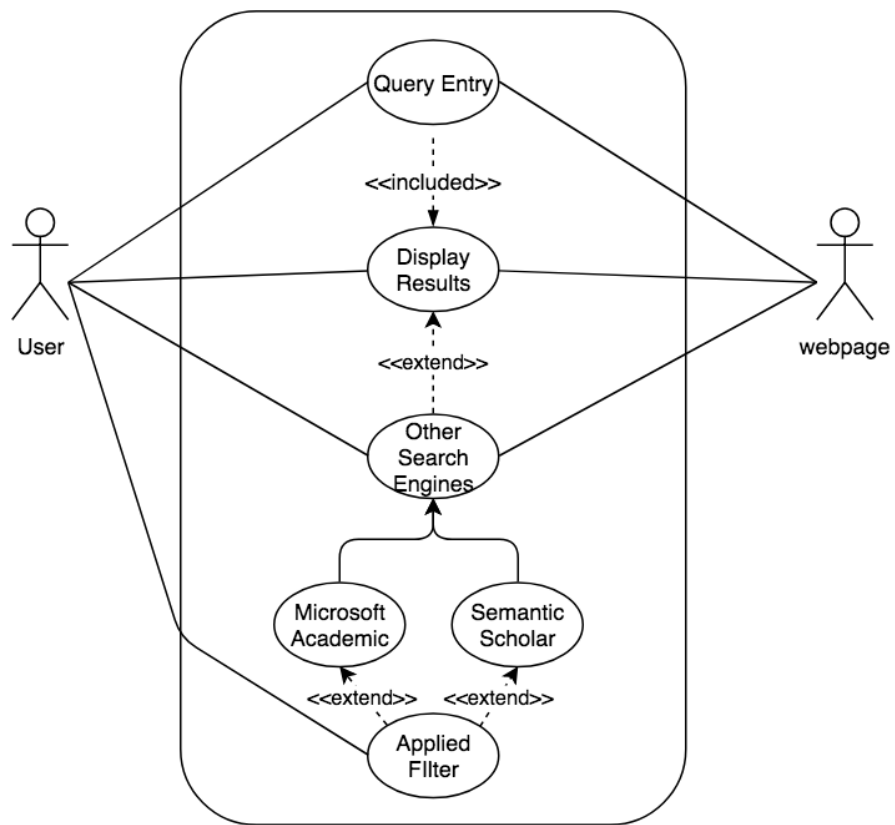 Query Entry
<<included>>
Display
Results
User
webpage
<<extend>>
Other
Search
Engines
Microsoft
Academic
Semantic
Scholar
<<extend>>
<<extend>>
Applied
FIlter